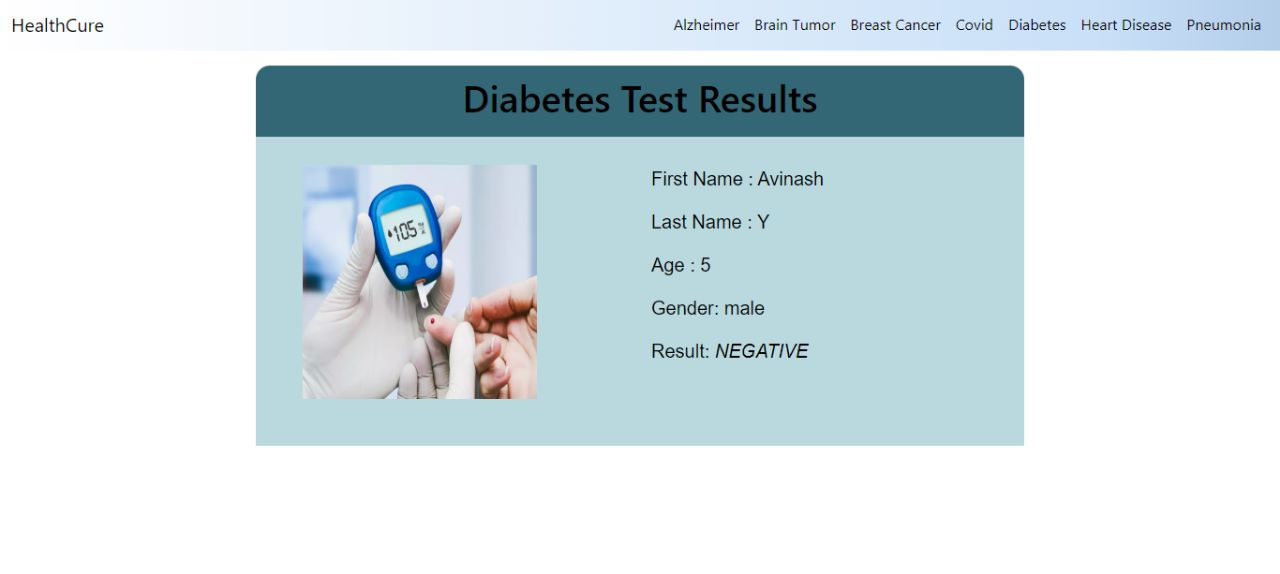 HealthCure
Alzheimer Brain Tumor Breast Cancer Covid Diabetes Heart Disease Pneumonia
Diabetes Test Results
First Name : Avinash
Last Name : Y
Age : 5
Gender: male
Result: NEGATIVE
105